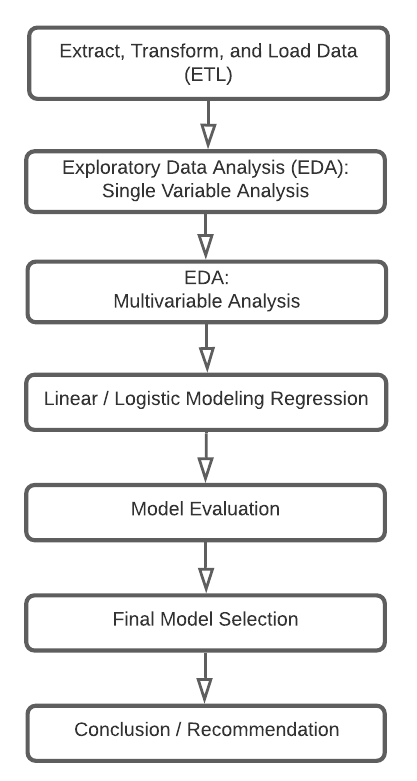 Extract, Transform, and Load Data
(ETL)
Exploratory Data Analysis (EDA):
Single Variable Analysis
EDA:
Multivariable Analysis
Linear / Logistic Modeling Regression
Model Evaluation
Final Model Selection
Conclusion / Recommendation